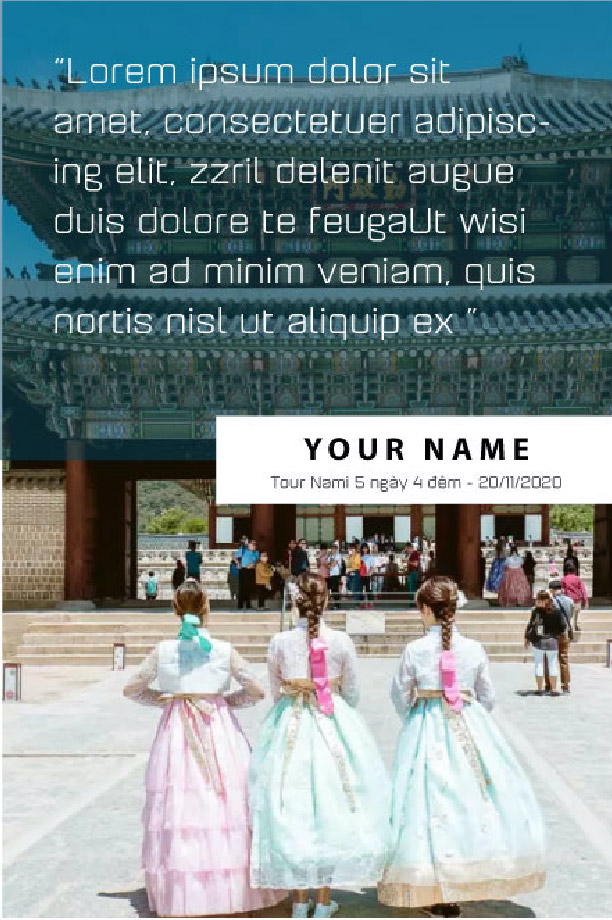 “Lorem ipsum dolor sit
amet, consectetuer adipisc-
ing elit, zzril delenit augue
duis dolore te feugaUt wisi
enim ad minim veniam, quis
nortis nisl ut aliquip ex ”
YOUR NAME
Tour Nami 5 ngày 4 đêm - 20/11/2020